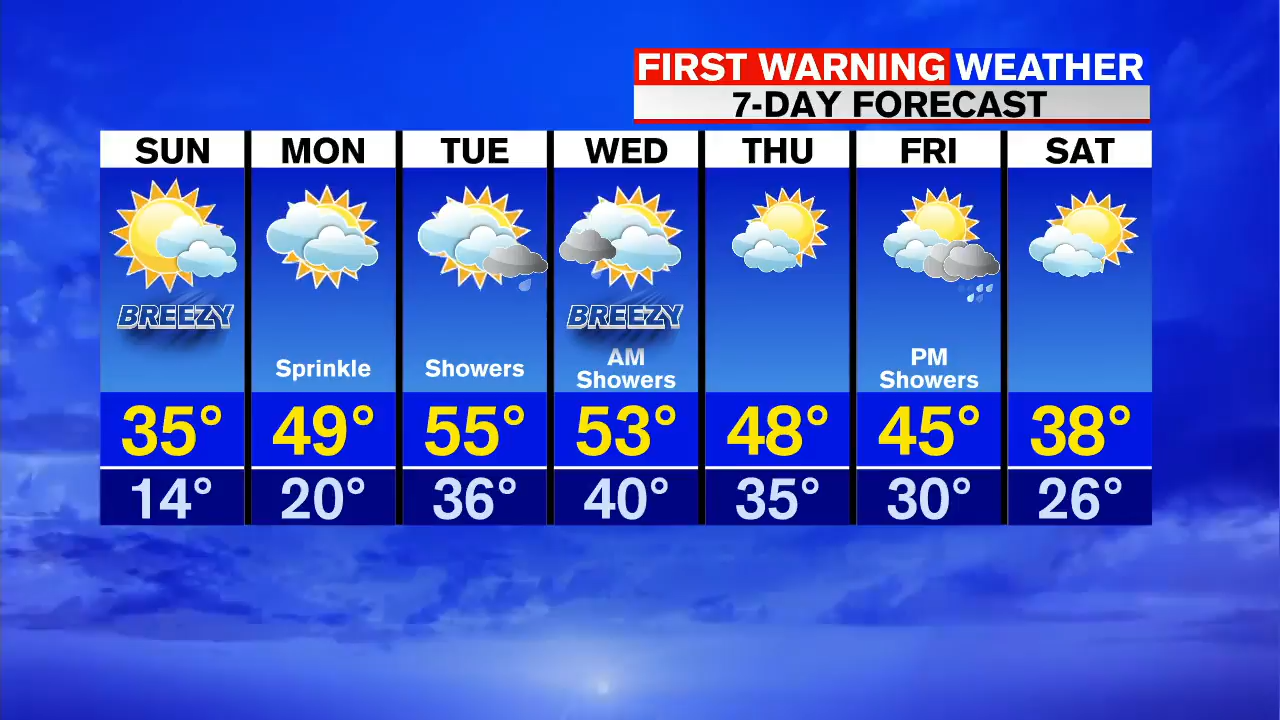 FIRST WARNING WEATHER
7-DAY FORECAST
SUN MON TUE WED THU FRI SAT
BREEZY BREEZY
Sprinkle Showers AM Showers PM Showers
35° 49° 55° 53° 48° 45° 38°
14° 20° 36° 40° 35° 30° 26°